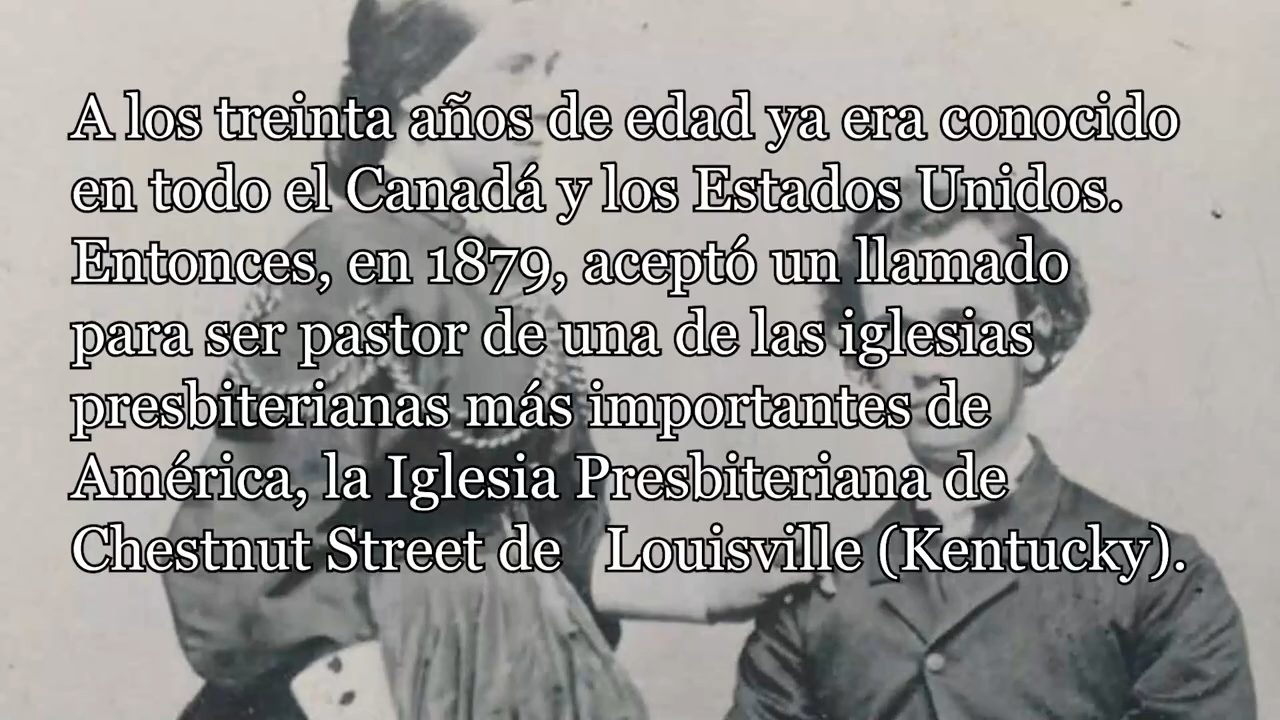 A los treinta años de edad ya era conocido
en todo el Canadá y los Estados Unidos.
Entonces, en 1879, aceptó un llamado
para ser pastor de una de las iglesias
presbiterianas más importantes de
América, la Iglesia Presbiteriana de
Chestnut Street de   Louisville (Kentucky).